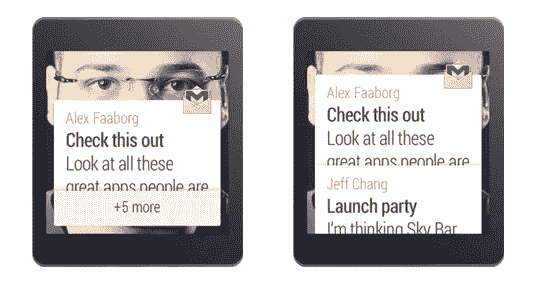 Alex Faaborg
Check this out
Look at all these
great apps people are
+5 more
Alex Faaborg
Check this out
Look at all these
great apps people are
Jeff Chang
Launch party
I'm thinking Sky Bar